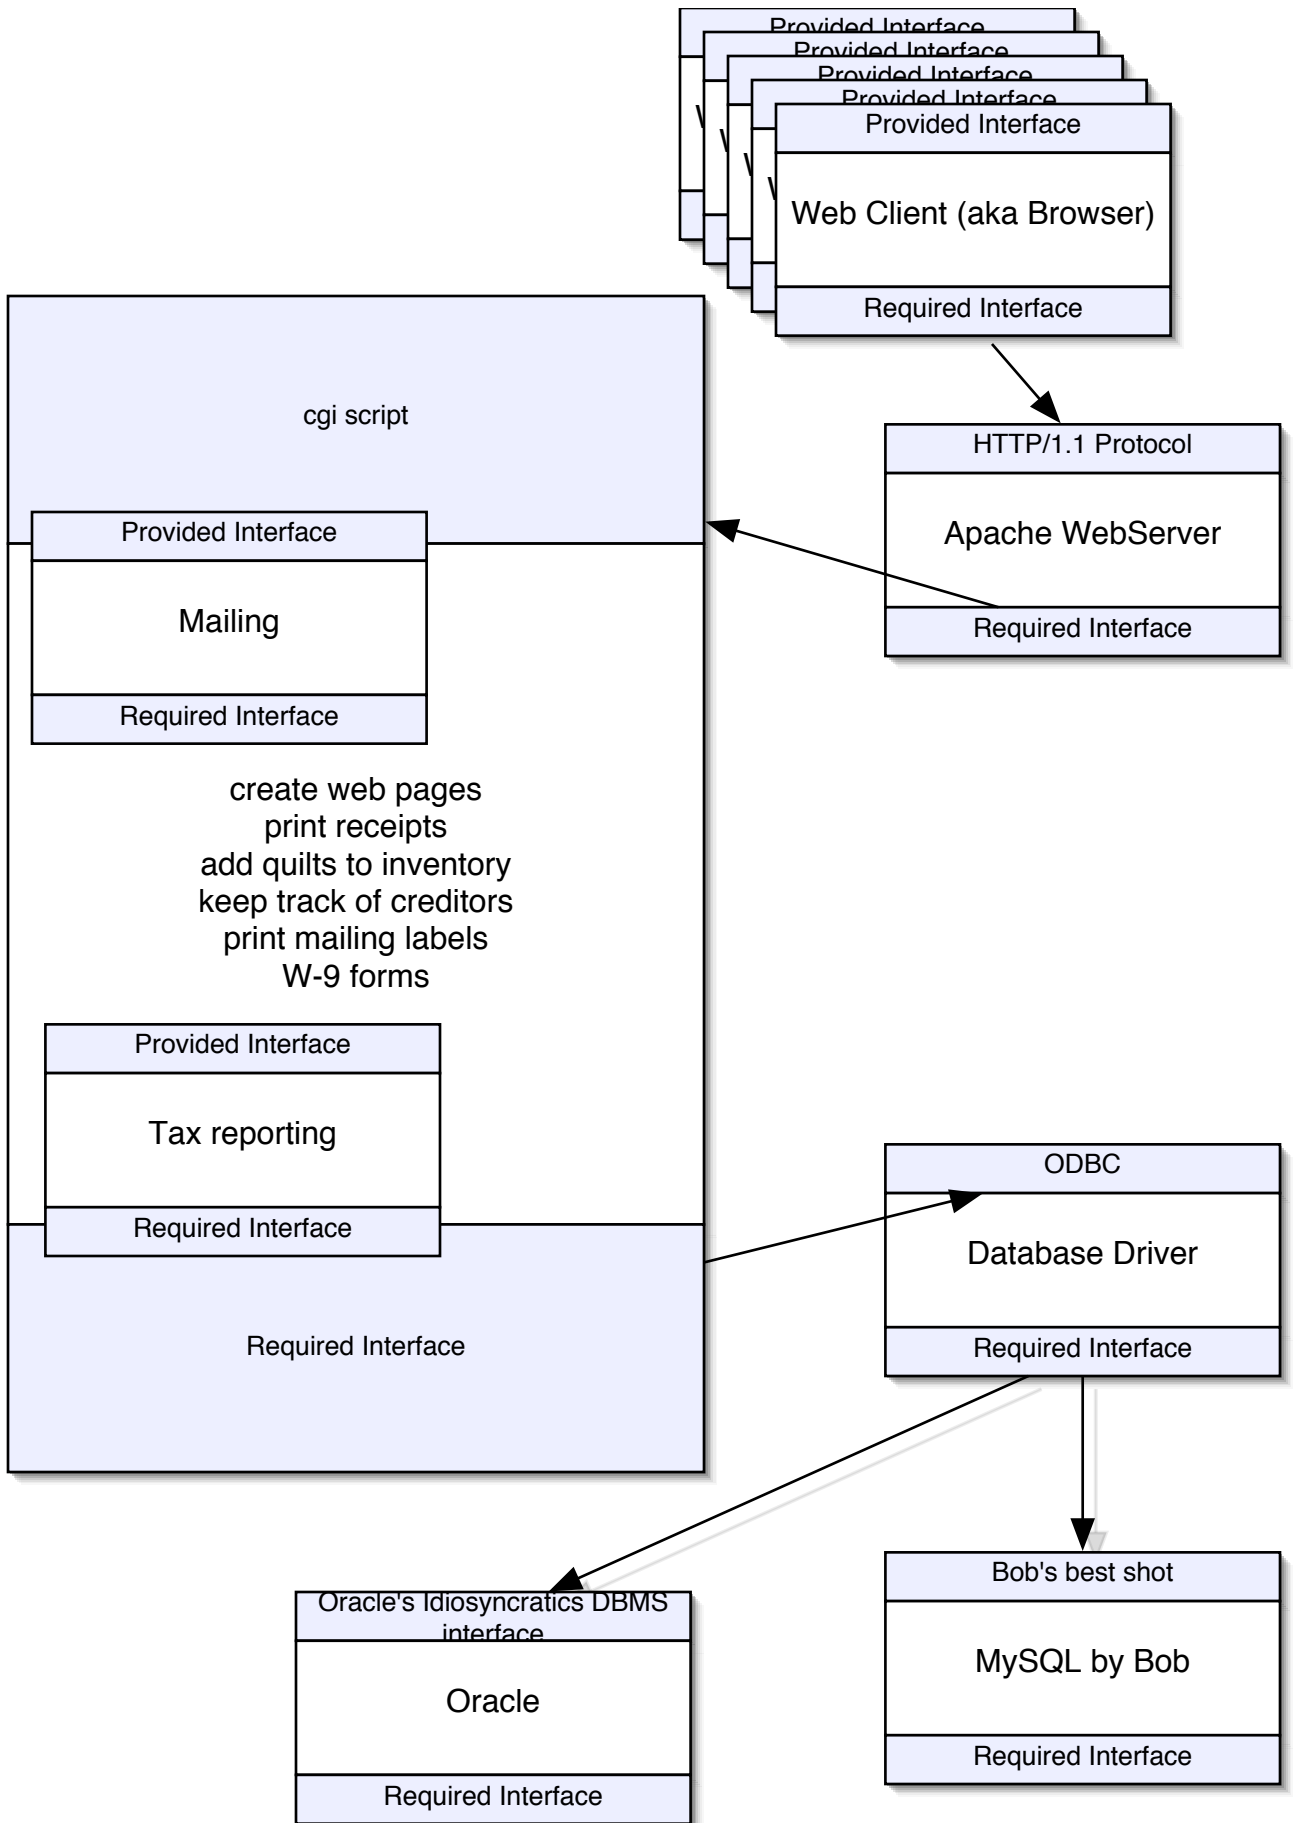 Provided Interface
Provided Interface
Provided Interface
Provided Interface
Provided Interface
Web Client (aka Browser)
Required Interface
cgi script
HTTP/1.1 Protocol
Apache WebServer
Required Interface
Provided Interface
Mailing
Required Interface
create web pages
print receipts
add quilts to inventory
keep track of creditors
print mailing labels
W-9 forms
Provided Interface
Tax reporting
Required Interface
Required Interface
ODBC
Database Driver
Required Interface
Oracle's Idiosyncratics DBMS
interface
Oracle
Required Interface
Bob's best shot
MySQL by Bob
Required Interface